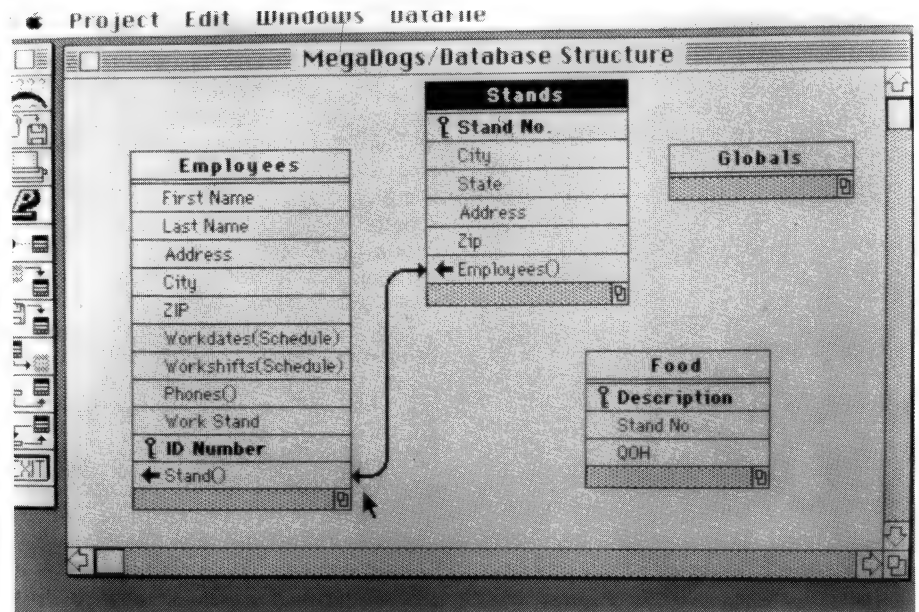 Project Edit Windows DataFile
MegaDogs/Database Structure
Employees
First Name
Last Name
Address
City
ZIP
Workdates(Schedule)
Workshifts(Schedule)
Phones()
Work Stand
ID Number
Stand()
Stands
Stand No.
City
State
Address
Zip
Employees()
Globals
Food
Description
Stand No.
QOH
EXIT